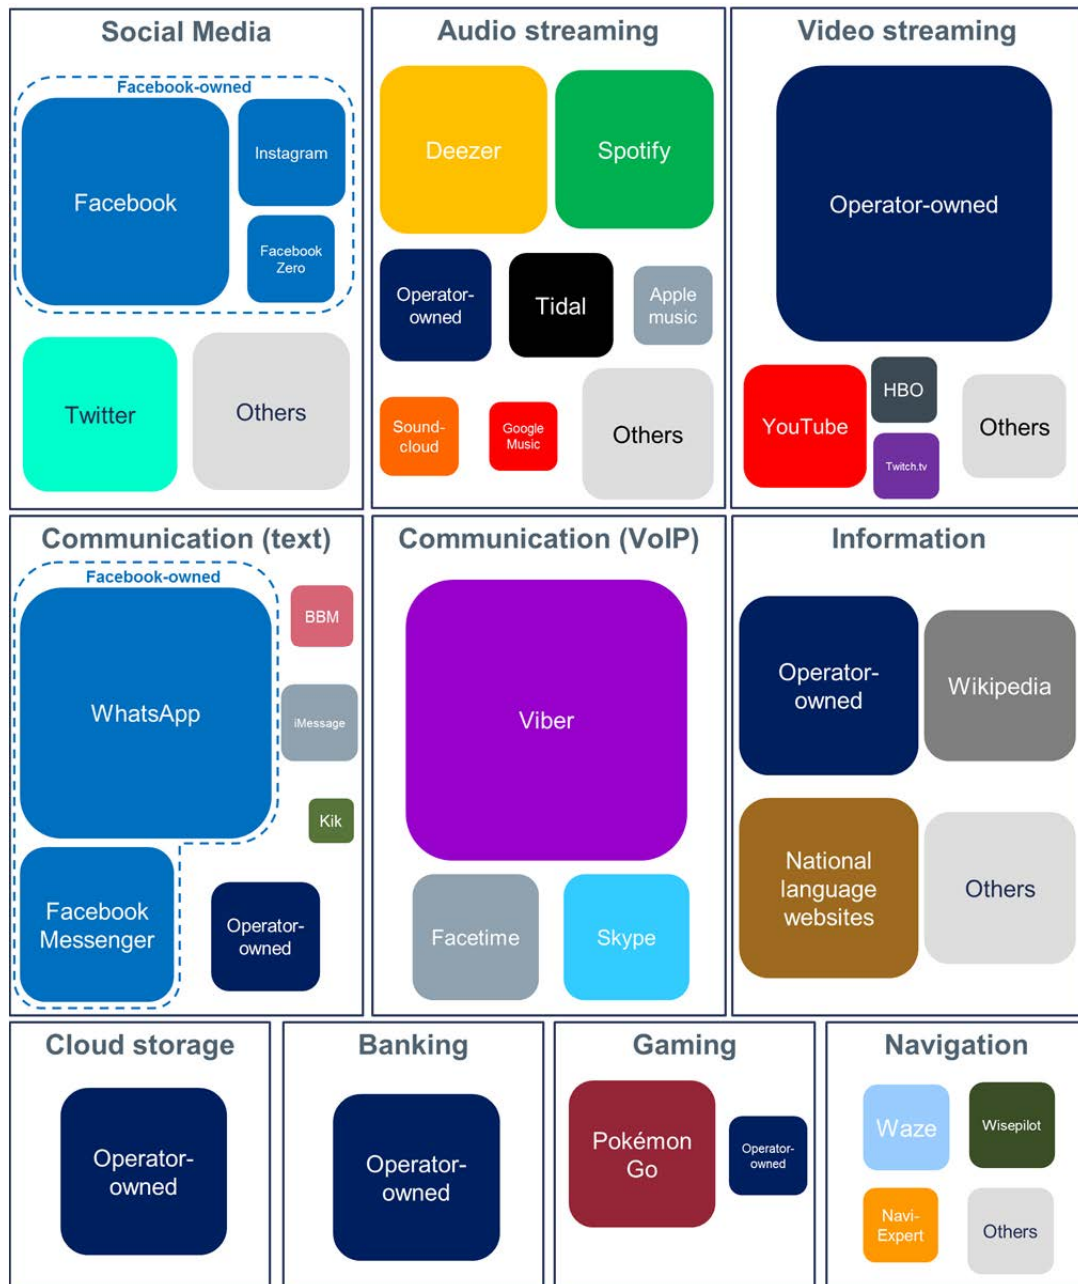 Social Media
Facebook-owned
Facebook
Instagram
Facebook
Zero
Twitter
Others
Audio streaming
Deezer
Spotify
Operator-
owned
Tidal
Apple
music
Sound-
cloud
Google
Music
Others
Video streaming
Operator-owned
YouTube
HBO
Twitch.tv
Others
Communication (text)
Facebook-owned
WhatsApp
BBM
iMessage
Kik
Facebook
Messenger
Operator-
owned
Communication (VoIP)
Viber
Facetime
Skype
Information
Operator-
owned
Wikipedia
National
language
websites
Others
Cloud storage
Operator-
owned
Banking
Operator-
owned
Gaming
Pokémon
Go
Operator-
owned
Navigation
Waze
Wisepilot
Navi-
Expert
Others